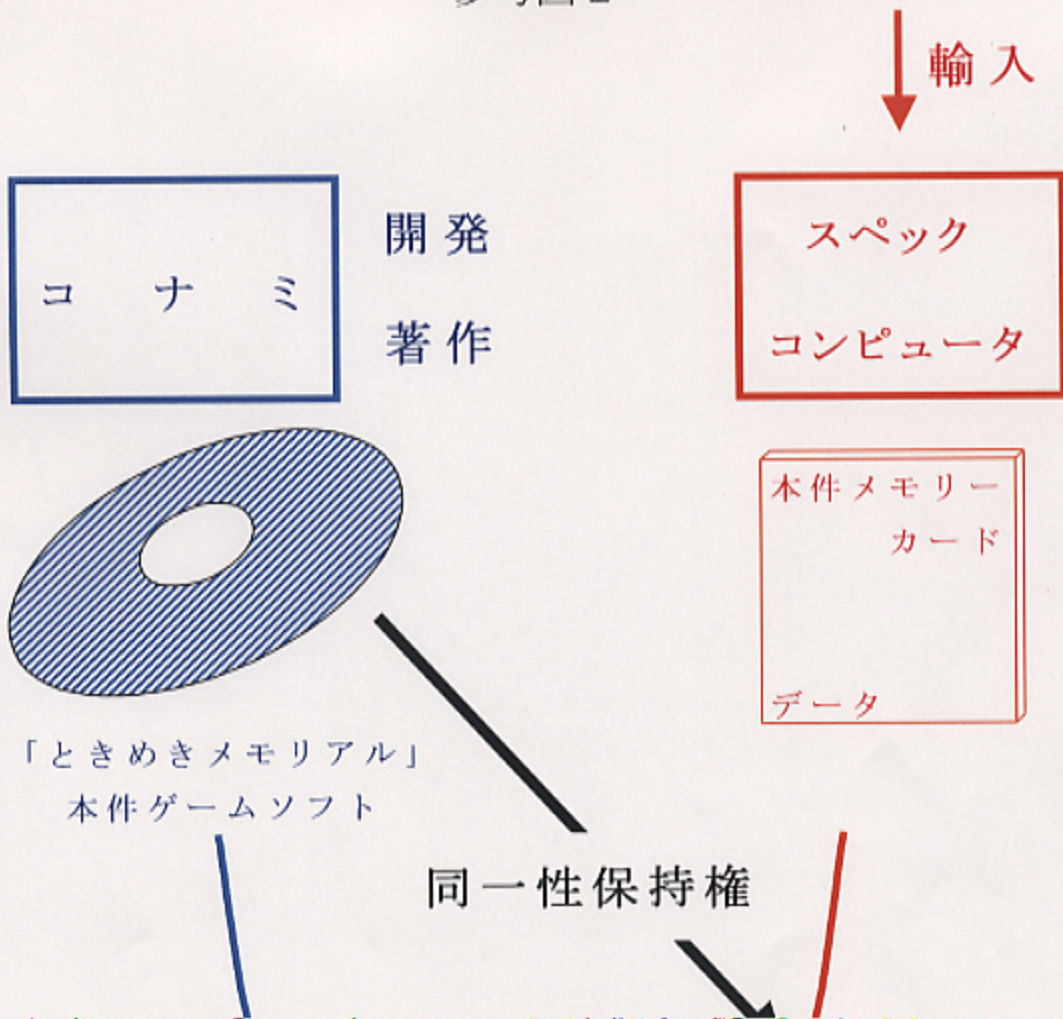 輸入
コナミ
開発
著作
スペック
コンピュータ
本件メモリー
カード
データ
「ときめきメモリアル」
本件ゲームソフト
同一性保持権